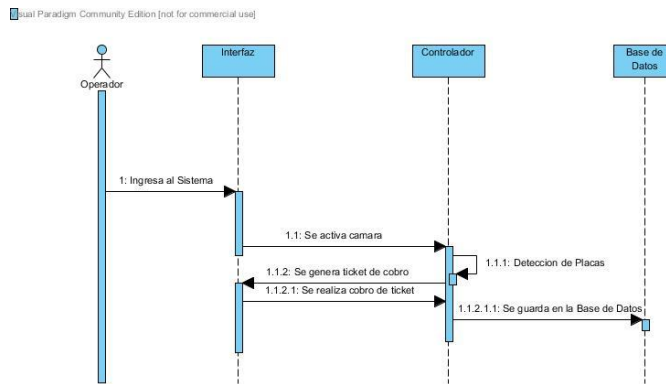 sual Paradigm Community Edition [not for commercial use]
Operador
Interfaz
Controlador
Base de
Datos
1: Ingresa al Sistema
1.1: Se activa camara
1.1.1: Deteccion de Placas
1.1.2: Se genera ticket de cobro
1.1.2.1: Se realiza cobro de ticket
1.1.2.1.1: Se guarda en la Base de Datos